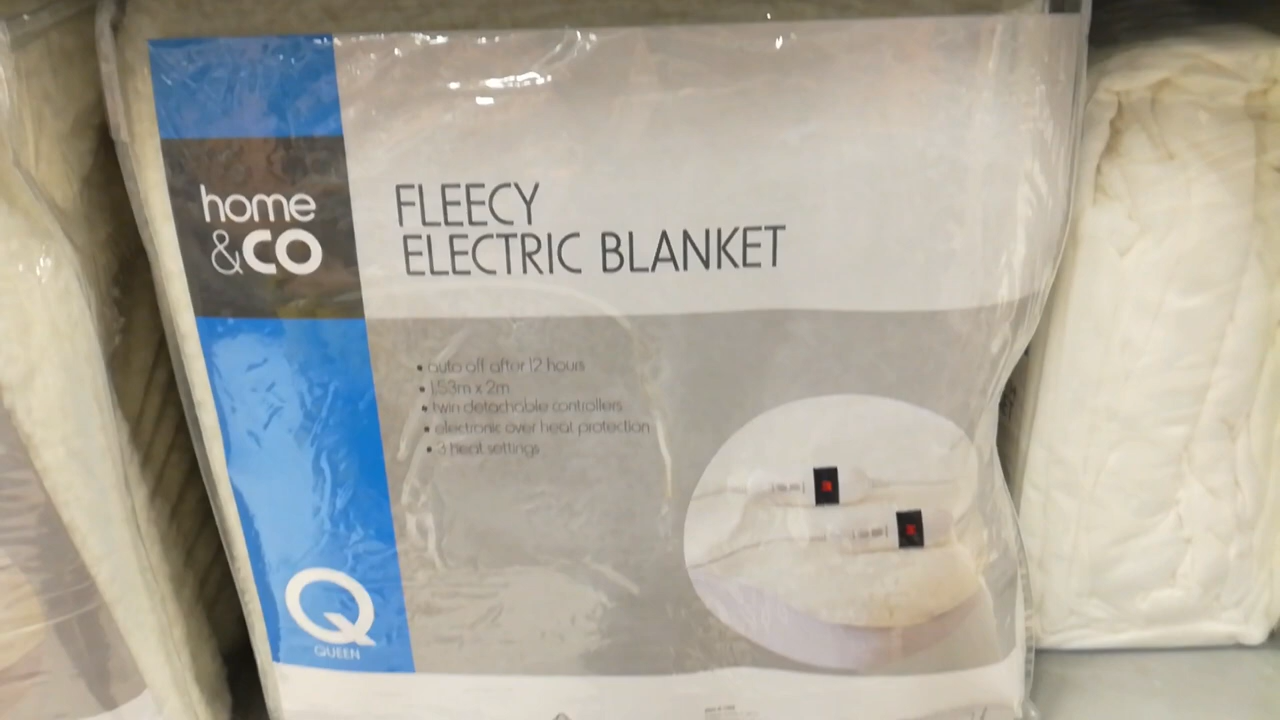 home
&CO
FLEECY
ELECTRIC BLANKET
• auto off after 12 hours
• 1.53m x 2m
• twin detachable controllers
• electronic over heat protection
• 3 heat settings
Q
QUEEN